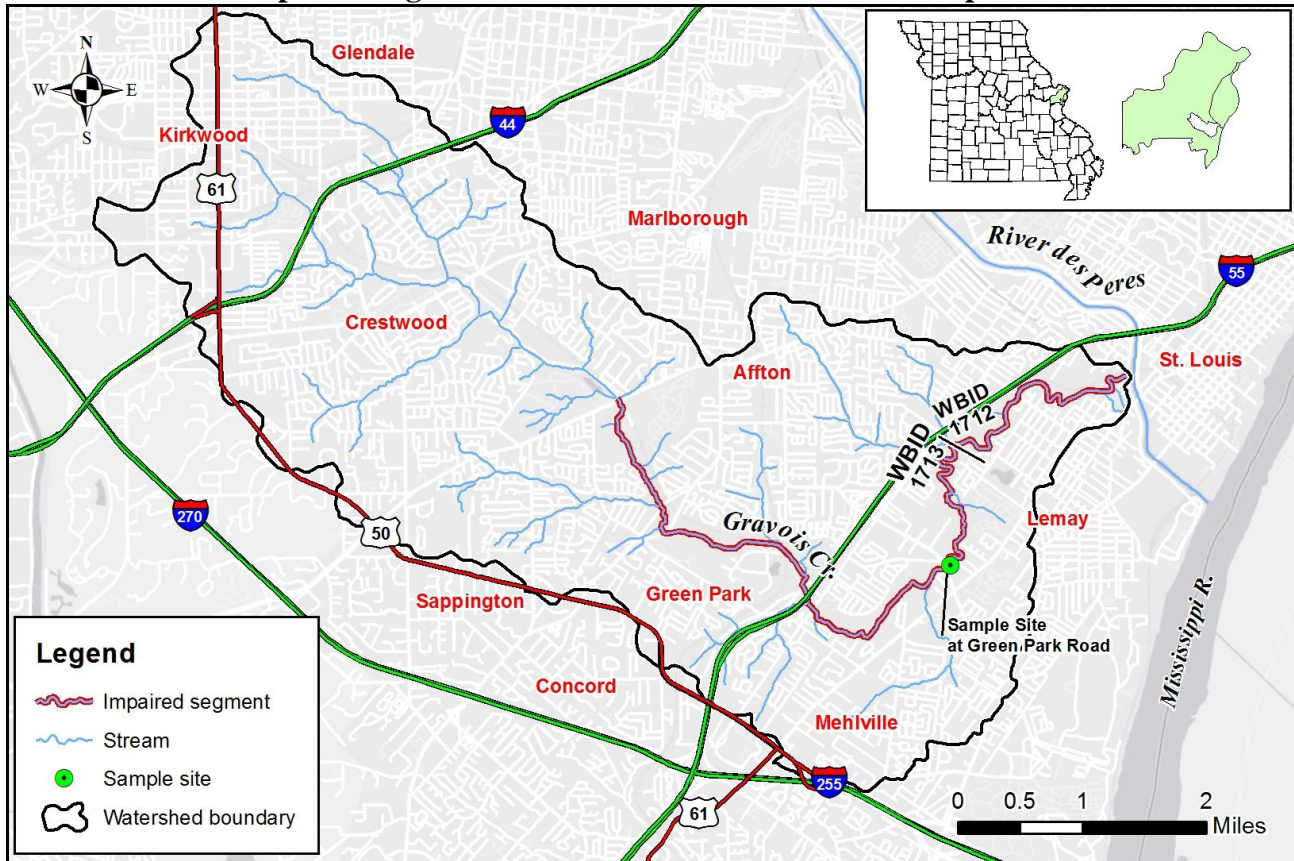 N
W E
S
Glendale
Kirkwood
44
61
Marlborough
River des Peres
55
Crestwood
St. Louis
Affton
WBID
1712
WBID
1713
270
50
Gravois Cr.
Lemay
Green Park
Sappington
Sample Site
at Green Park Road
Mississippi R.
Concord
Mehlville
255
61
Legend
Impaired segment
Stream
Sample site
Watershed boundary
0 0.5 1 2
Miles